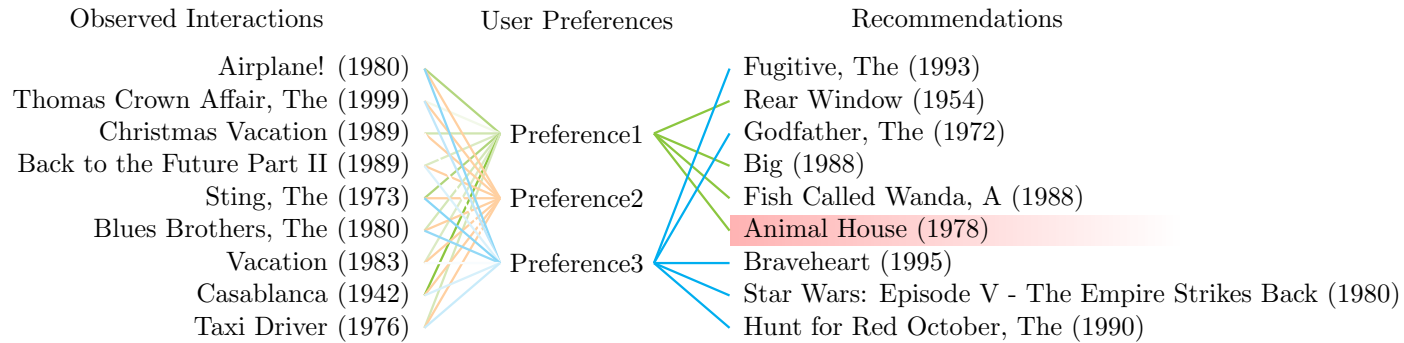 Observed Interactions
User Preferences
Recommendations
Airplane! (1980)
Thomas Crown Affair, The (1999)
Christmas Vacation (1989)
Back to the Future Part II (1989)
Sting, The (1973)
Blues Brothers, The (1980)
Vacation (1983)
Casablanca (1942)
Taxi Driver (1976)
Preference1
Preference2
Preference3
Fugitive, The (1993)
Rear Window (1954)
Godfather, The (1972)
Big (1988)
Fish Called Wanda, A (1988)
Animal House (1978)
Braveheart (1995)
Star Wars: Episode V - The Empire Strikes Back (1980)
Hunt for Red October, The (1990)